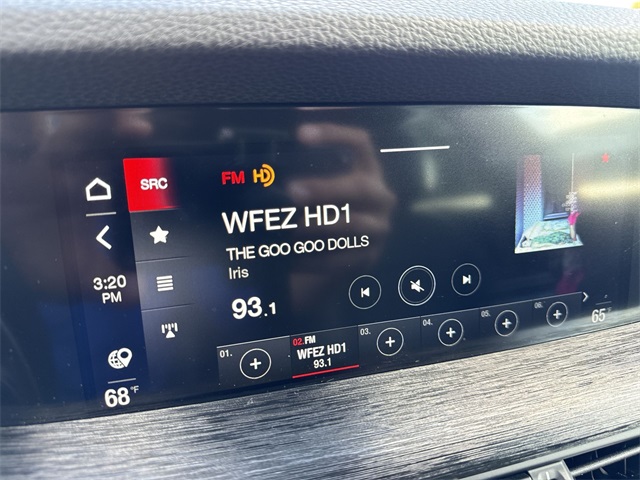 SRC
FM HD
WFEZ HD1
THE GOO GOO DOLLS
Iris
93.1
3:20
PM
68°F
01.
02.FM
WFEZ HD1
93.1
03.
04.
05.
06.
65